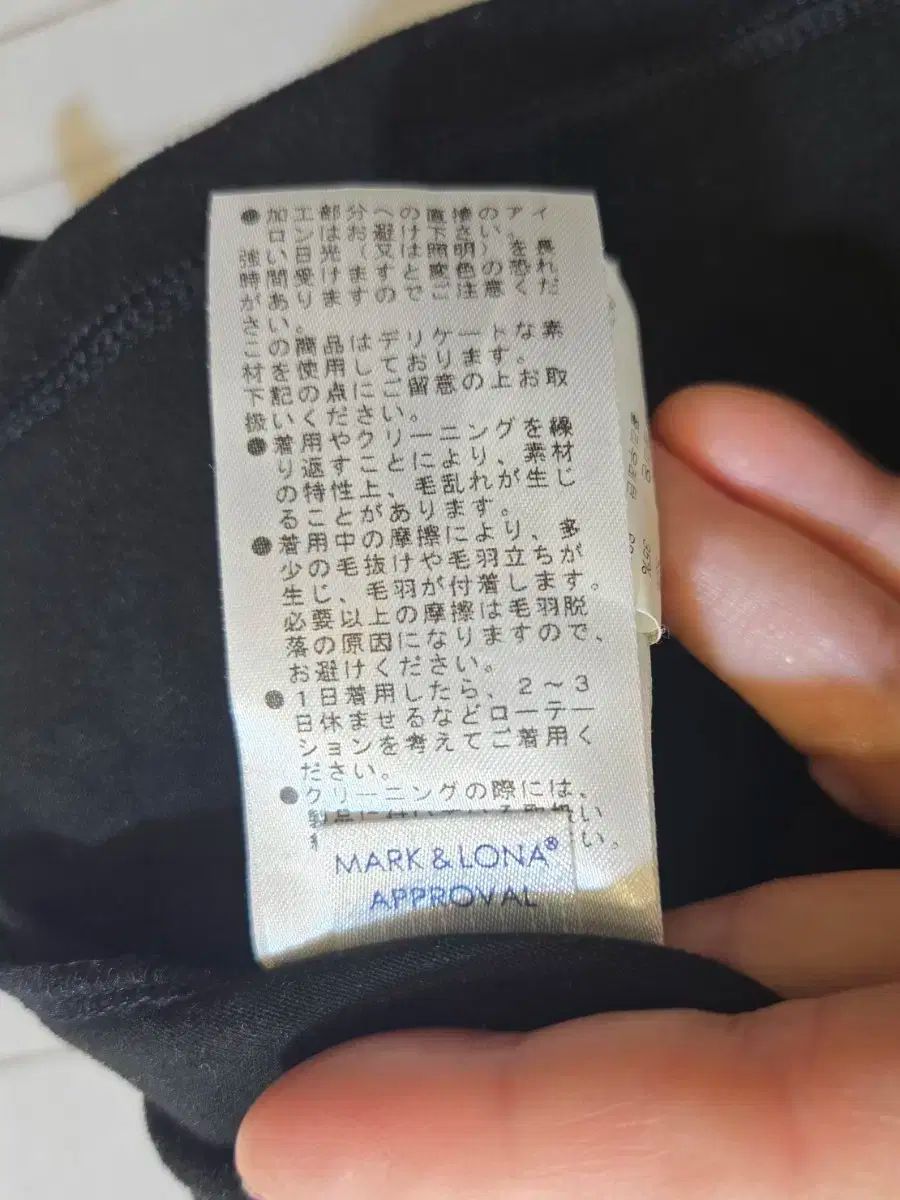 ●加工部分への直接のアイ
ロンはお避け下さい。
強い日光(又は照明)を長
時間受けますと変色の恐れ
がありますのでご注意くだ
さい。
この商品はデリケートな素
材を使用しております。
下記の点にご留意の上お取
扱いください。
●着用やクリーニングを繰
り返すことにより、素材
の特性上、毛乱れが生じ
ることがあります。
●着用中の摩擦により、多
少の毛抜けや毛羽立ちが
生じ、毛羽が付着します。
必要以上の摩擦は毛羽脱
落の原因になりますので、
お避けください。
●1日着用したら、2〜3
日休ませるなどローテー
ションを考えてご着用く
ださい。
●クリーニングの際には、
い。
MARK & LONA®
APPROVAL